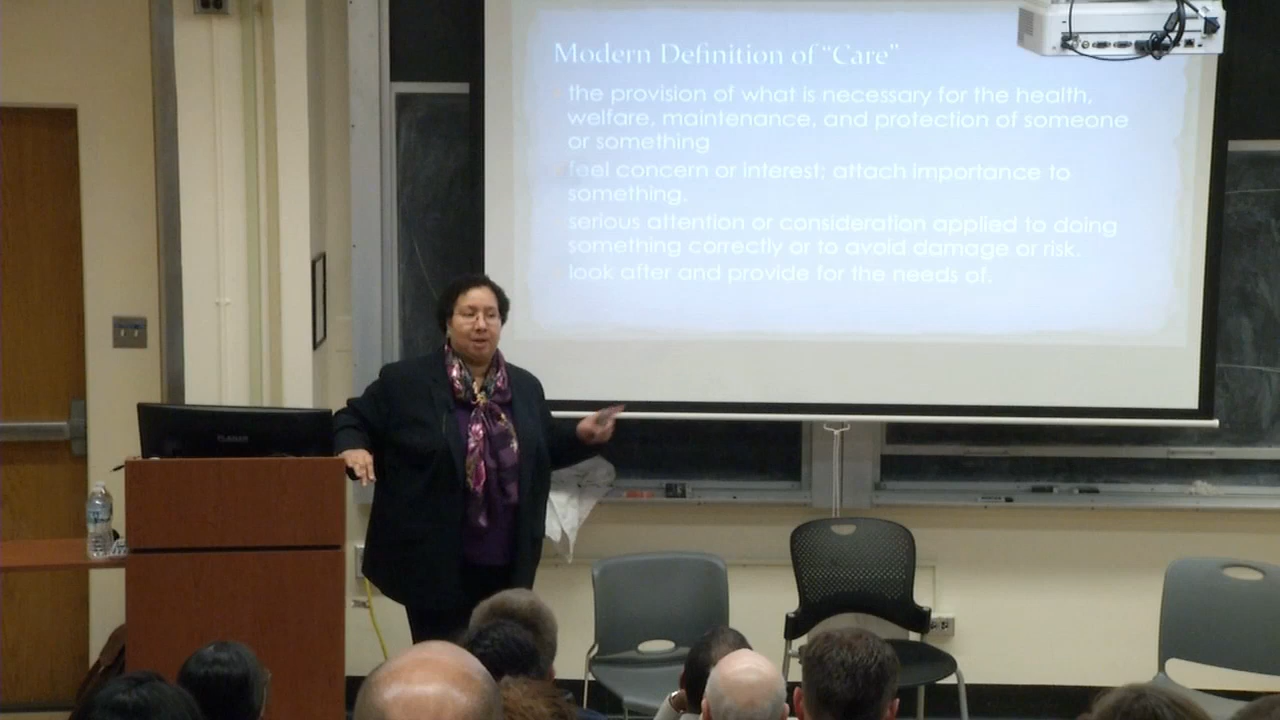 Modern Definition of "Care"
the provision of what is necessary for the health,
welfare, maintenance, and protection of someone
or something
feel concern or interest; attach importance to
something.
serious attention or consideration applied to doing
something correctly or to avoid damage or risk.
look after and provide for the needs of.
PLANAR